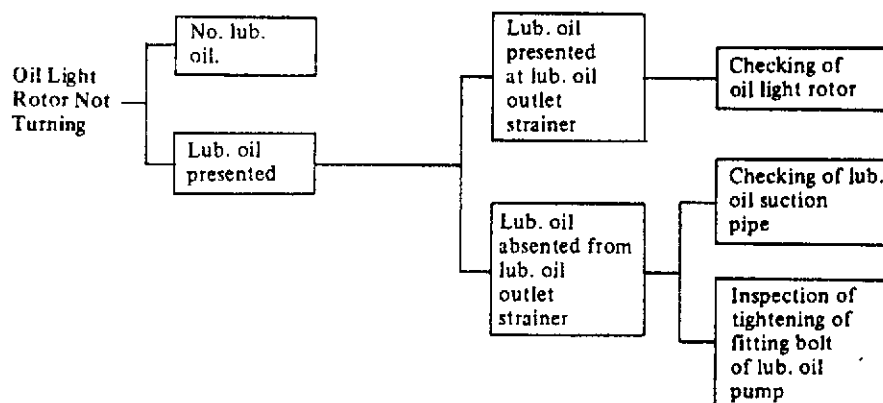 Oil Light
Rotor Not
Turning
No. lub.
oil.
Lub. oil
presented
Lub. oil
presented
at lub. oil
outlet
strainer
Lub. oil
absented from
lub. oil
outlet
strainer
Checking of
oil light rotor
Checking of lub.
oil suction
pipe
Inspection of
tightening of
fitting bolt
of lub. oil
pump